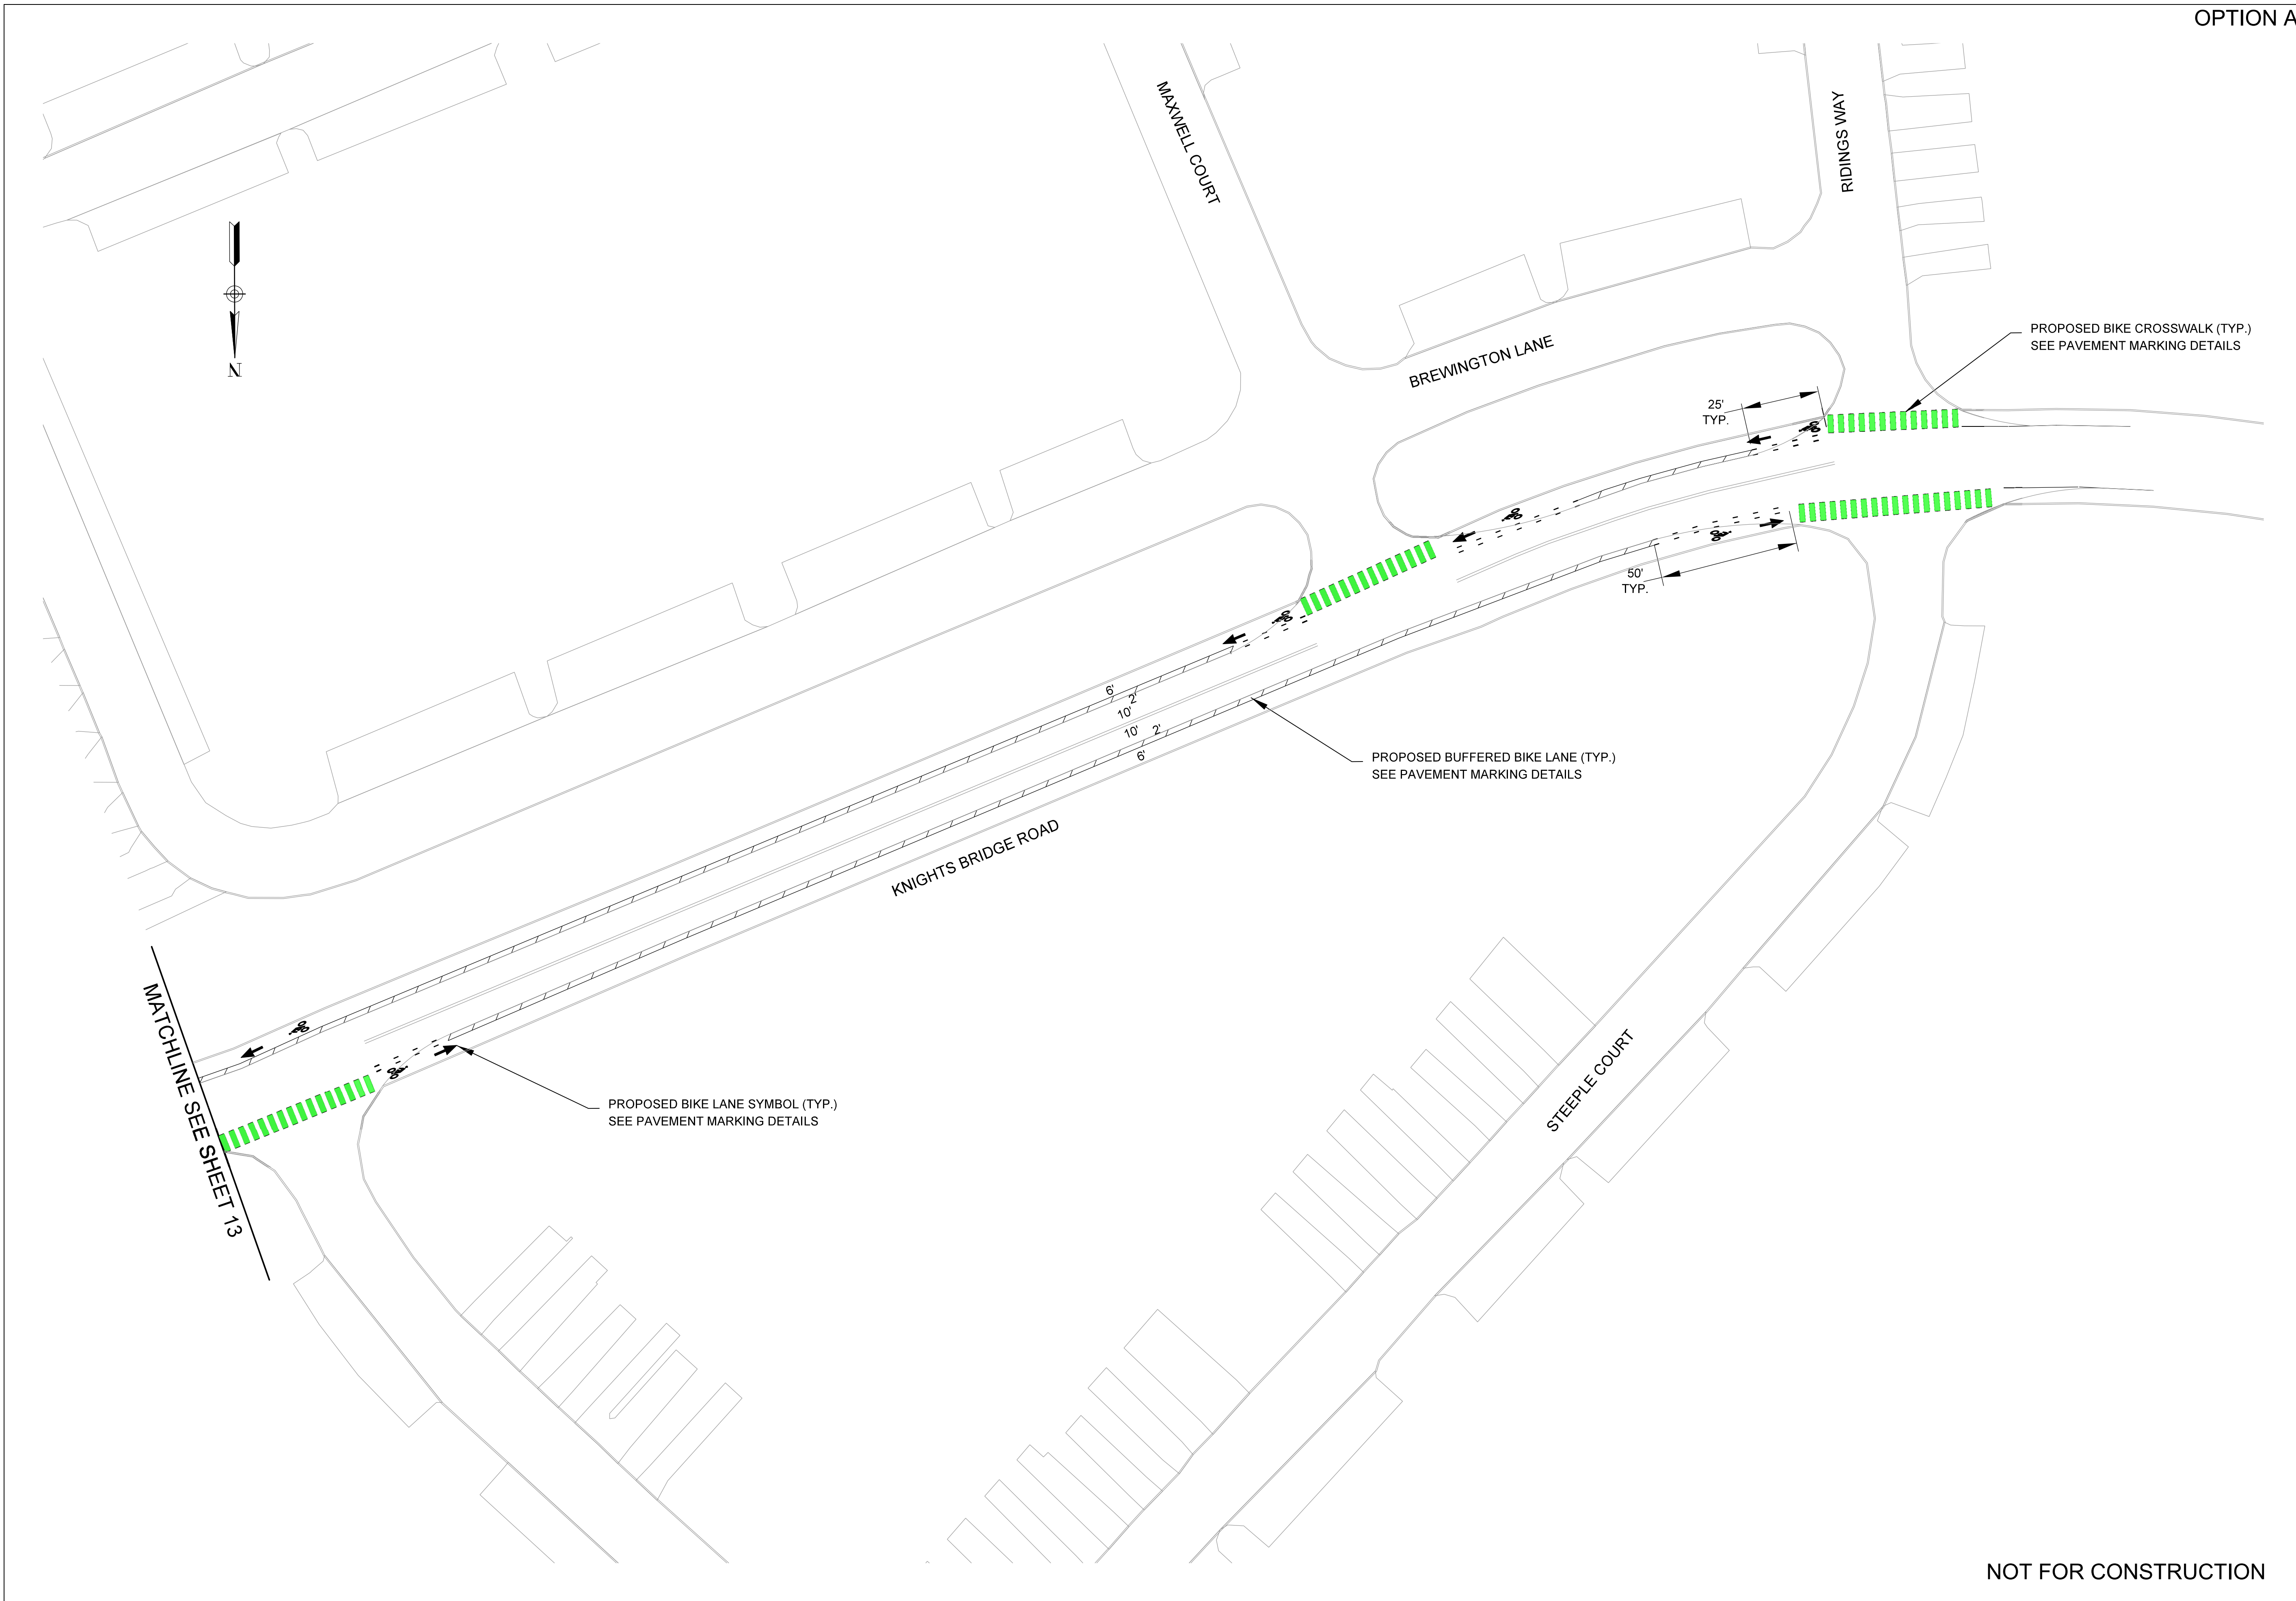 OPTION A
MAXWELL COURT
RIDINGS WAY
N
PROPOSED BIKE CROSSWALK (TYP.)
SEE PAVEMENT MARKING DETAILS
BREWINGTON LANE
25'
TYP.
50'
TYP.
6'
2'
10'
10'
2'
6'
PROPOSED BUFFERED BIKE LANE (TYP.)
SEE PAVEMENT MARKING DETAILS
KNIGHTS BRIDGE ROAD
MATCHLINE SEE SHEET 13
PROPOSED BIKE LANE SYMBOL (TYP.)
SEE PAVEMENT MARKING DETAILS
STEEPLE COURT
NOT FOR CONSTRUCTION